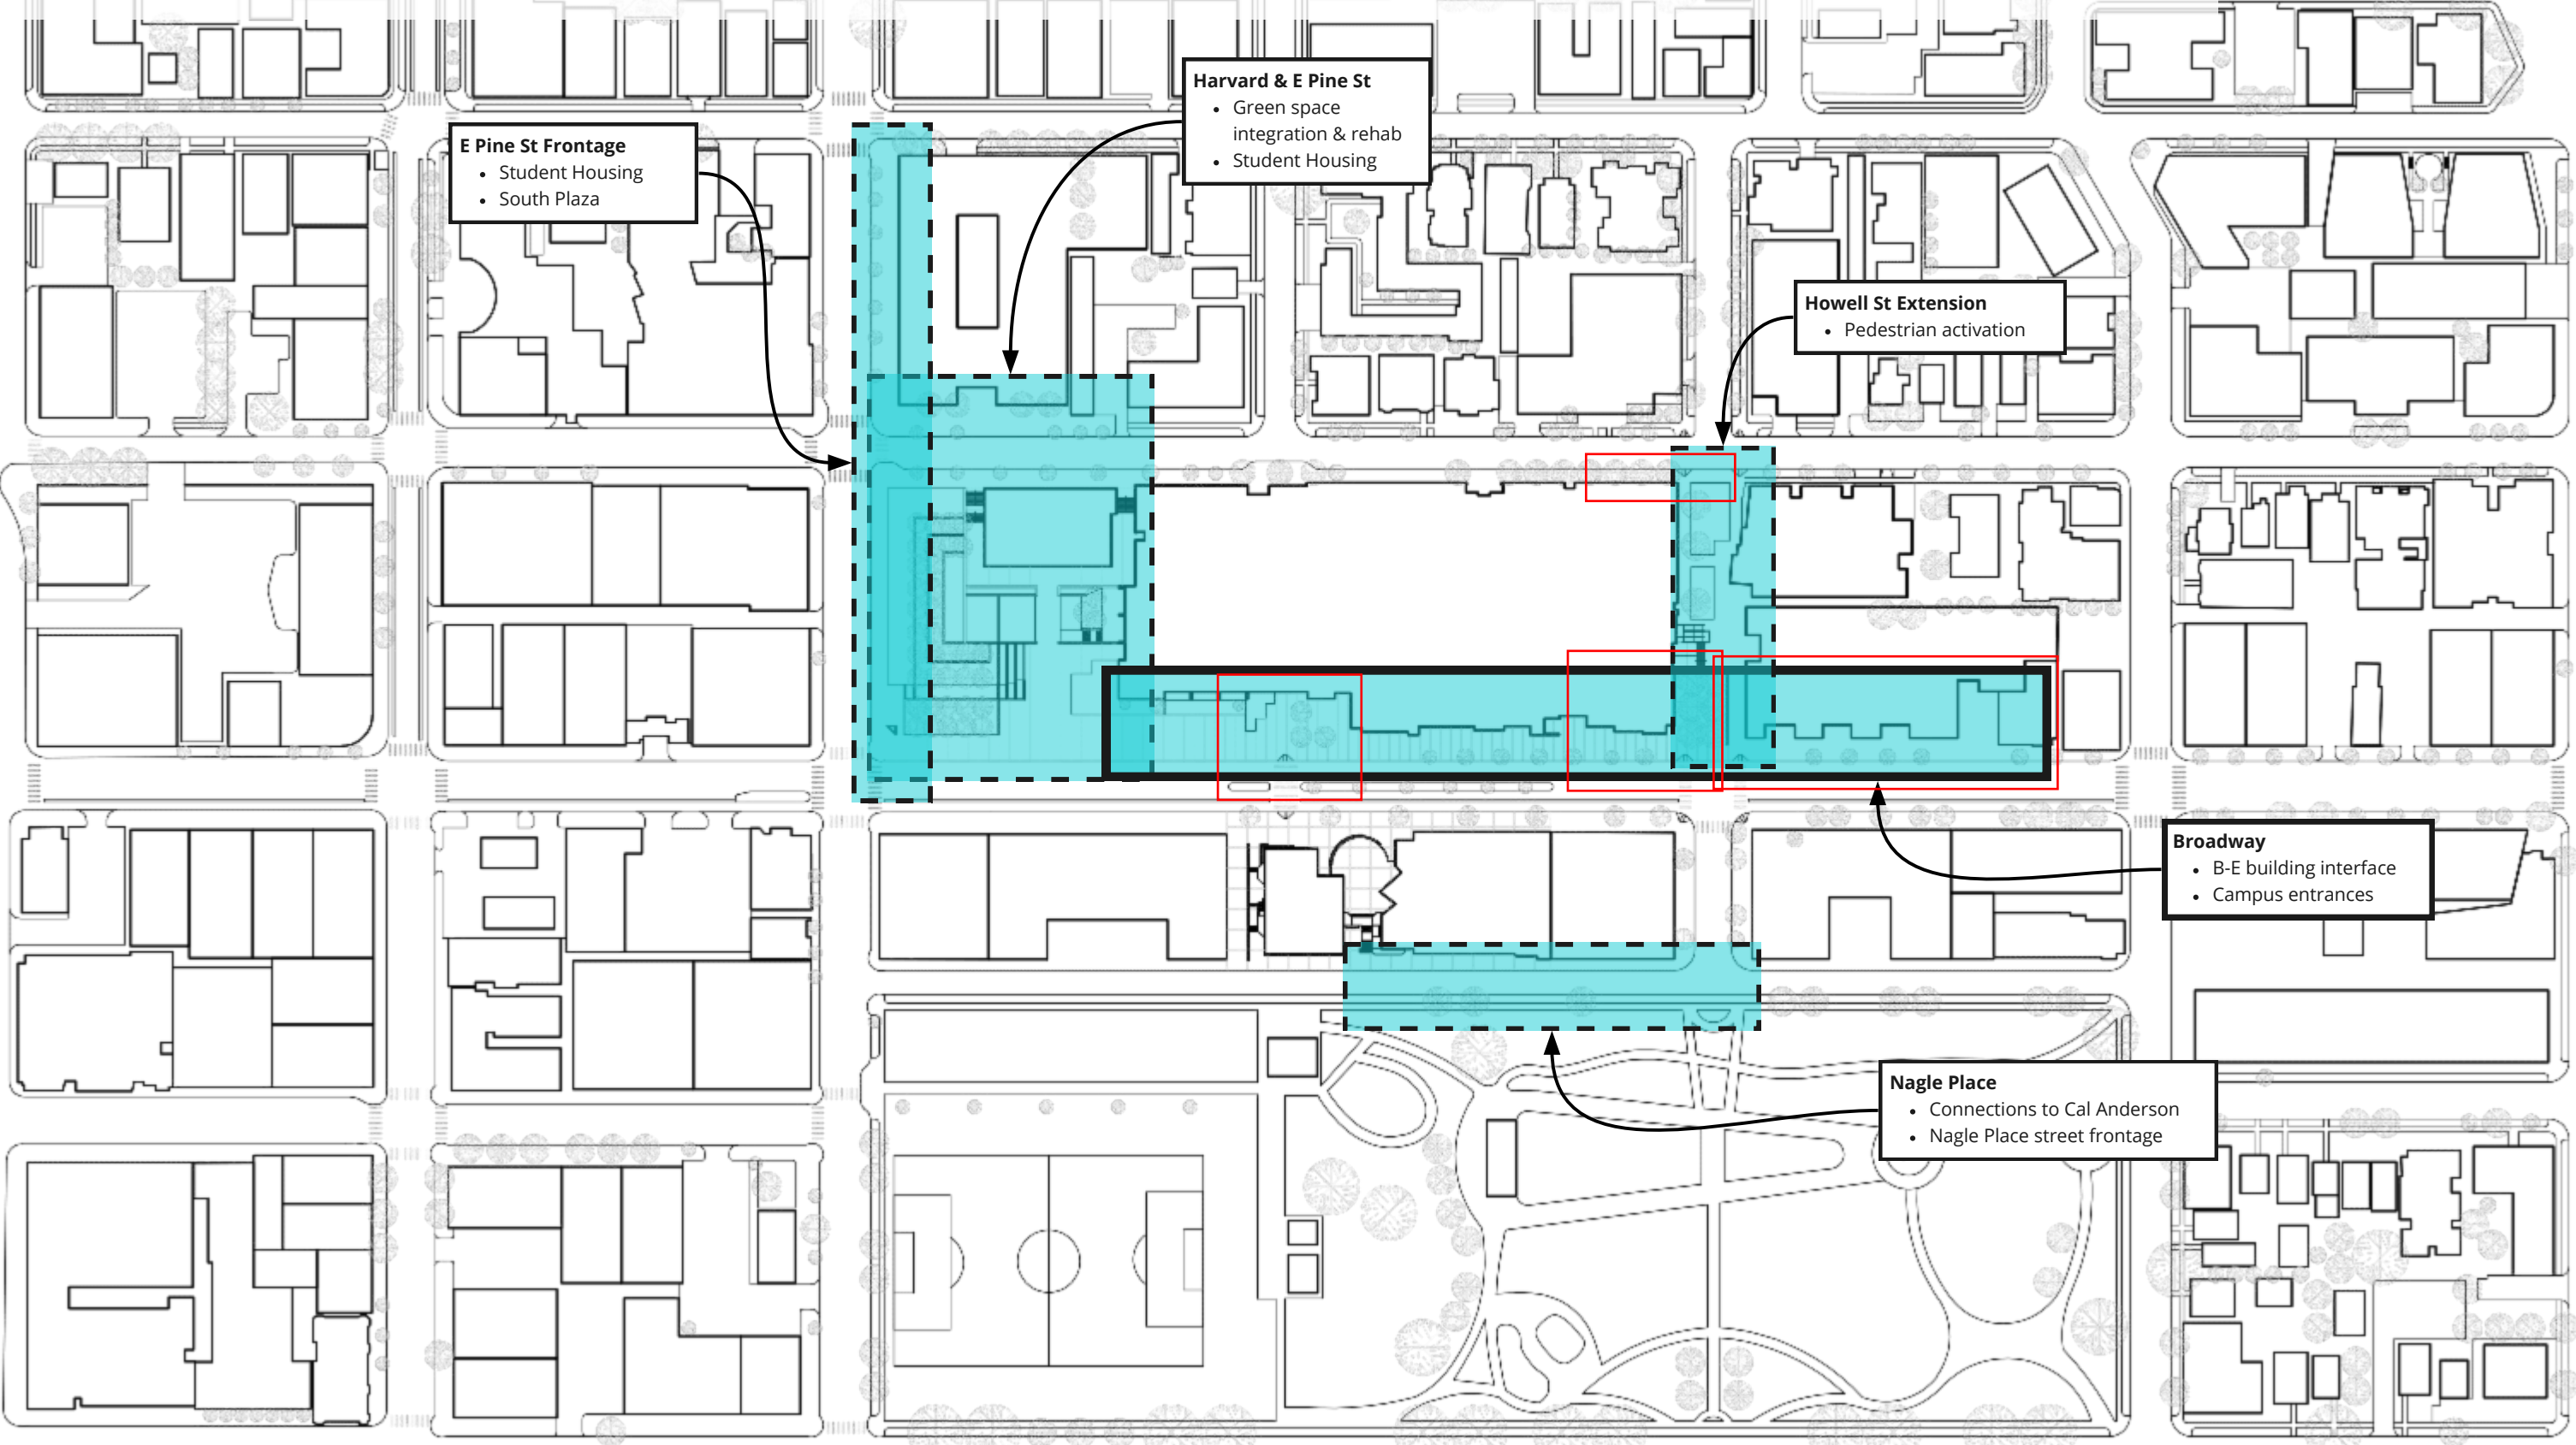 Harvard & E Pine St
• Green space
integration & rehab
• Student Housing
E Pine St Frontage
• Student Housing
• South Plaza
Howell St Extension
• Pedestrian activation
Broadway
• B-E building interface
• Campus entrances
Nagle Place
• Connections to Cal Anderson
• Nagle Place street frontage